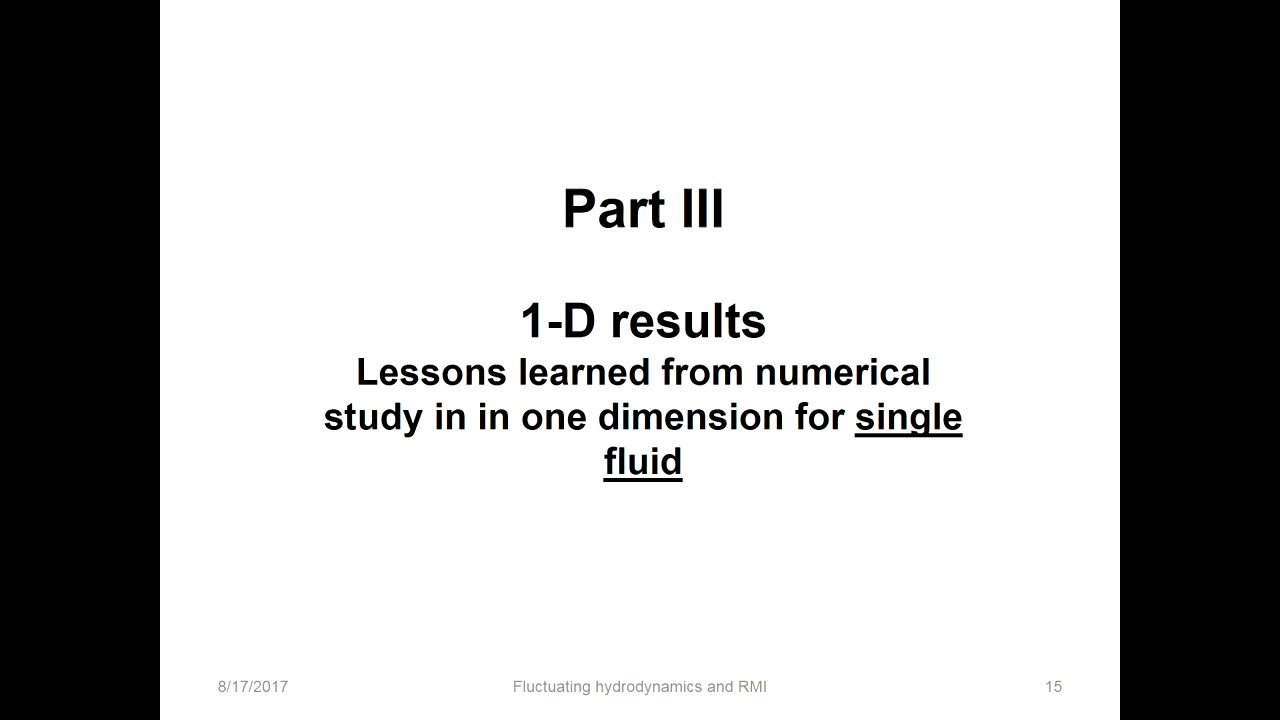 Part III
1-D results
Lessons learned from numerical
study in in one dimension for single
fluid
8/17/2017
Fluctuating hydrodynamics and RMI
15